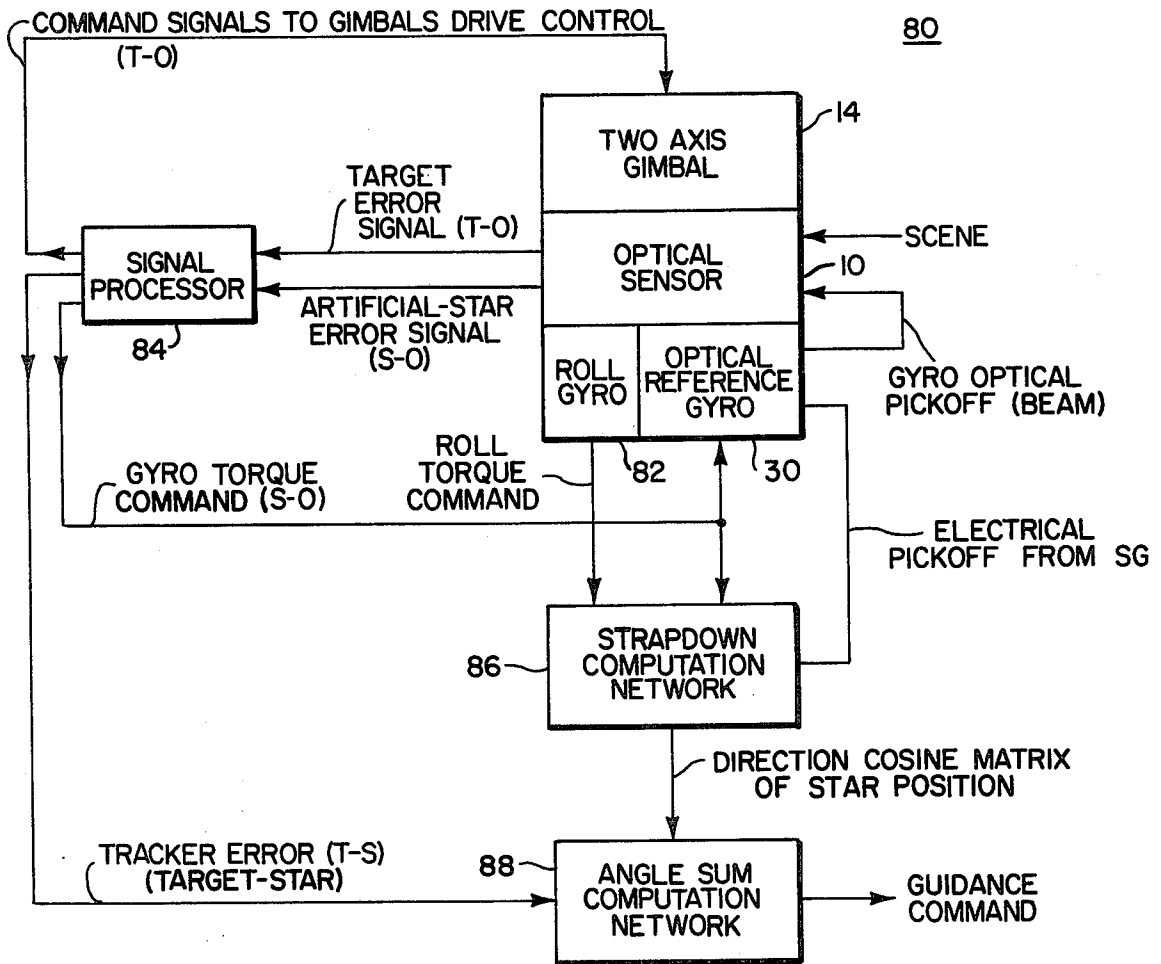 COMMAND SIGNALS TO GIMBALS DRIVE CONTROL
(T-O)
80
14
TWO AXIS
GIMBAL
TARGET
ERROR
SIGNAL (T-O)
SCENE
OPTICAL
SENSOR
10
SIGNAL
PROCESSOR
84
ARTIFICIAL-STAR
ERROR SIGNAL
(S-O)
ROLL
GYRO
OPTICAL
REFERENCE
GYRO
GYRO OPTICAL
PICKOFF (BEAM)
82
30
ROLL
TORQUE
COMMAND
GYRO TORQUE
COMMAND (S-O)
ELECTRICAL
PICKOFF FROM SG
86
STRAPDOWN
COMPUTATION
NETWORK
DIRECTION COSINE MATRIX
OF STAR POSITION
TRACKER ERROR (T-S)
(TARGET-STAR)
88
ANGLE SUM
COMPUTATION
NETWORK
GUIDANCE
COMMAND